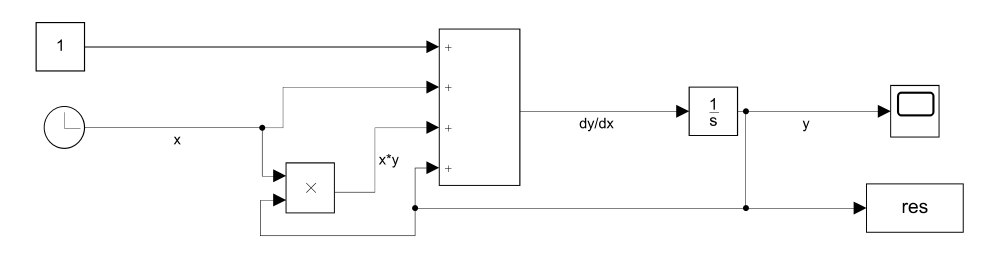 1
+
+
x
+
+
x*y
×
dy/dx
1
s
y
res